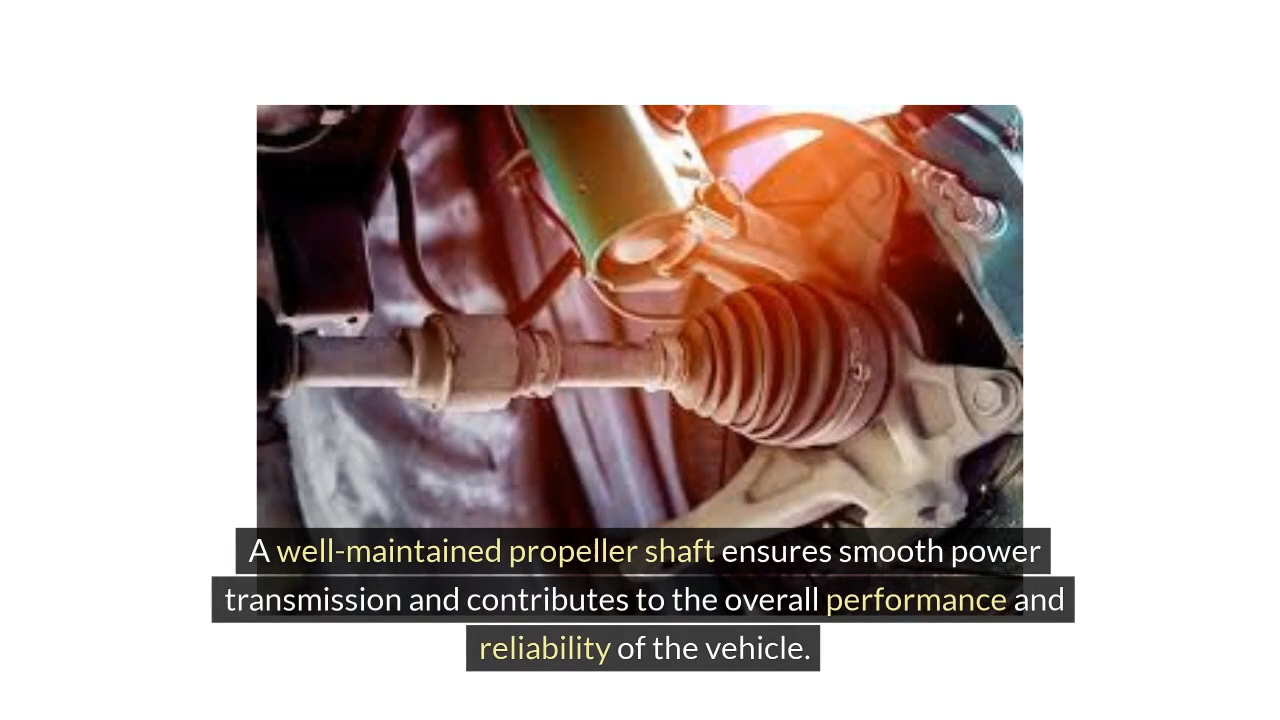 A well-maintained propeller shaft ensures smooth power
transmission and contributes to the overall performance and
reliability of the vehicle.